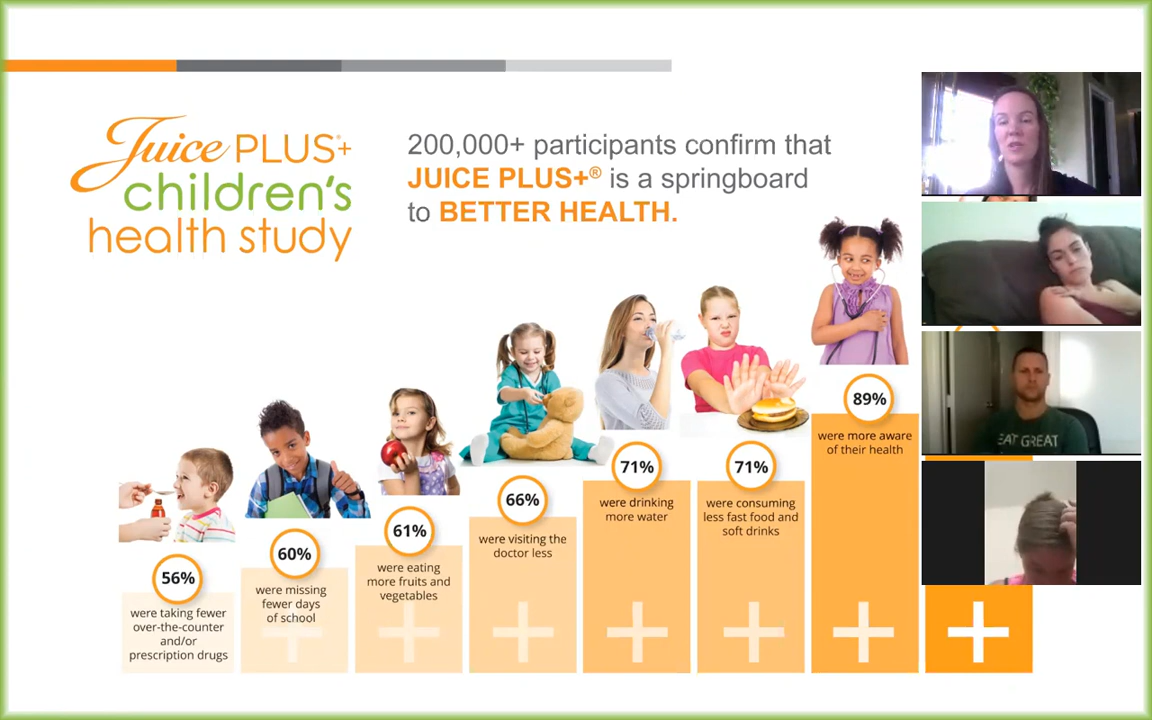 Juice PLUS+®
children's
health study
200,000+ participants confirm that
JUICE PLUS+® is a springboard
to BETTER HEALTH.
56%
were taking fewer
over-the-counter
and/or
prescription drugs
60%
were missing
fewer days
of school
61%
were eating
more fruits and
vegetables
66%
were visiting the
doctor less
71%
were drinking
more water
71%
were consuming
less fast food and
soft drinks
89%
were more aware
of their health
EAT GREAT